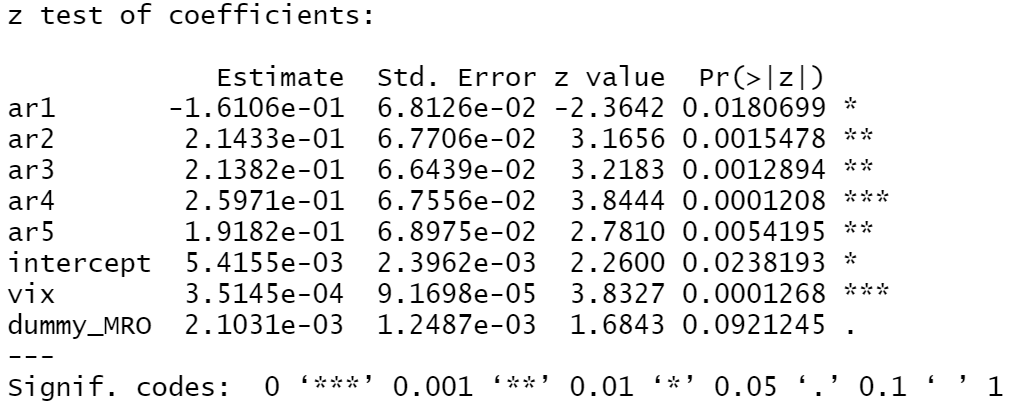 z test of coefficients:
Estimate Std. Error z value Pr(>|z|)
ar1 -1.6106e-01 6.8126e-02 -2.3642 0.0180699 *
ar2 2.1433e-01 6.7706e-02 3.1656 0.0015478 **
ar3 2.1382e-01 6.6439e-02 3.2183 0.0012894 **
ar4 2.5971e-01 6.7556e-02 3.8444 0.0001208 ***
ar5 1.9182e-01 6.8975e-02 2.7810 0.0054195 **
intercept 5.4155e-03 2.3962e-03 2.2600 0.0238193 *
vix 3.5145e-04 9.1698e-05 3.8327 0.0001268 ***
dummy_MRO 2.1031e-03 1.2487e-03 1.6843 0.0921245 .
---
Signif. codes: 0 ‘***’ 0.001 ‘**’ 0.01 ‘*’ 0.05 ‘.’ 0.1 ‘ ’ 1